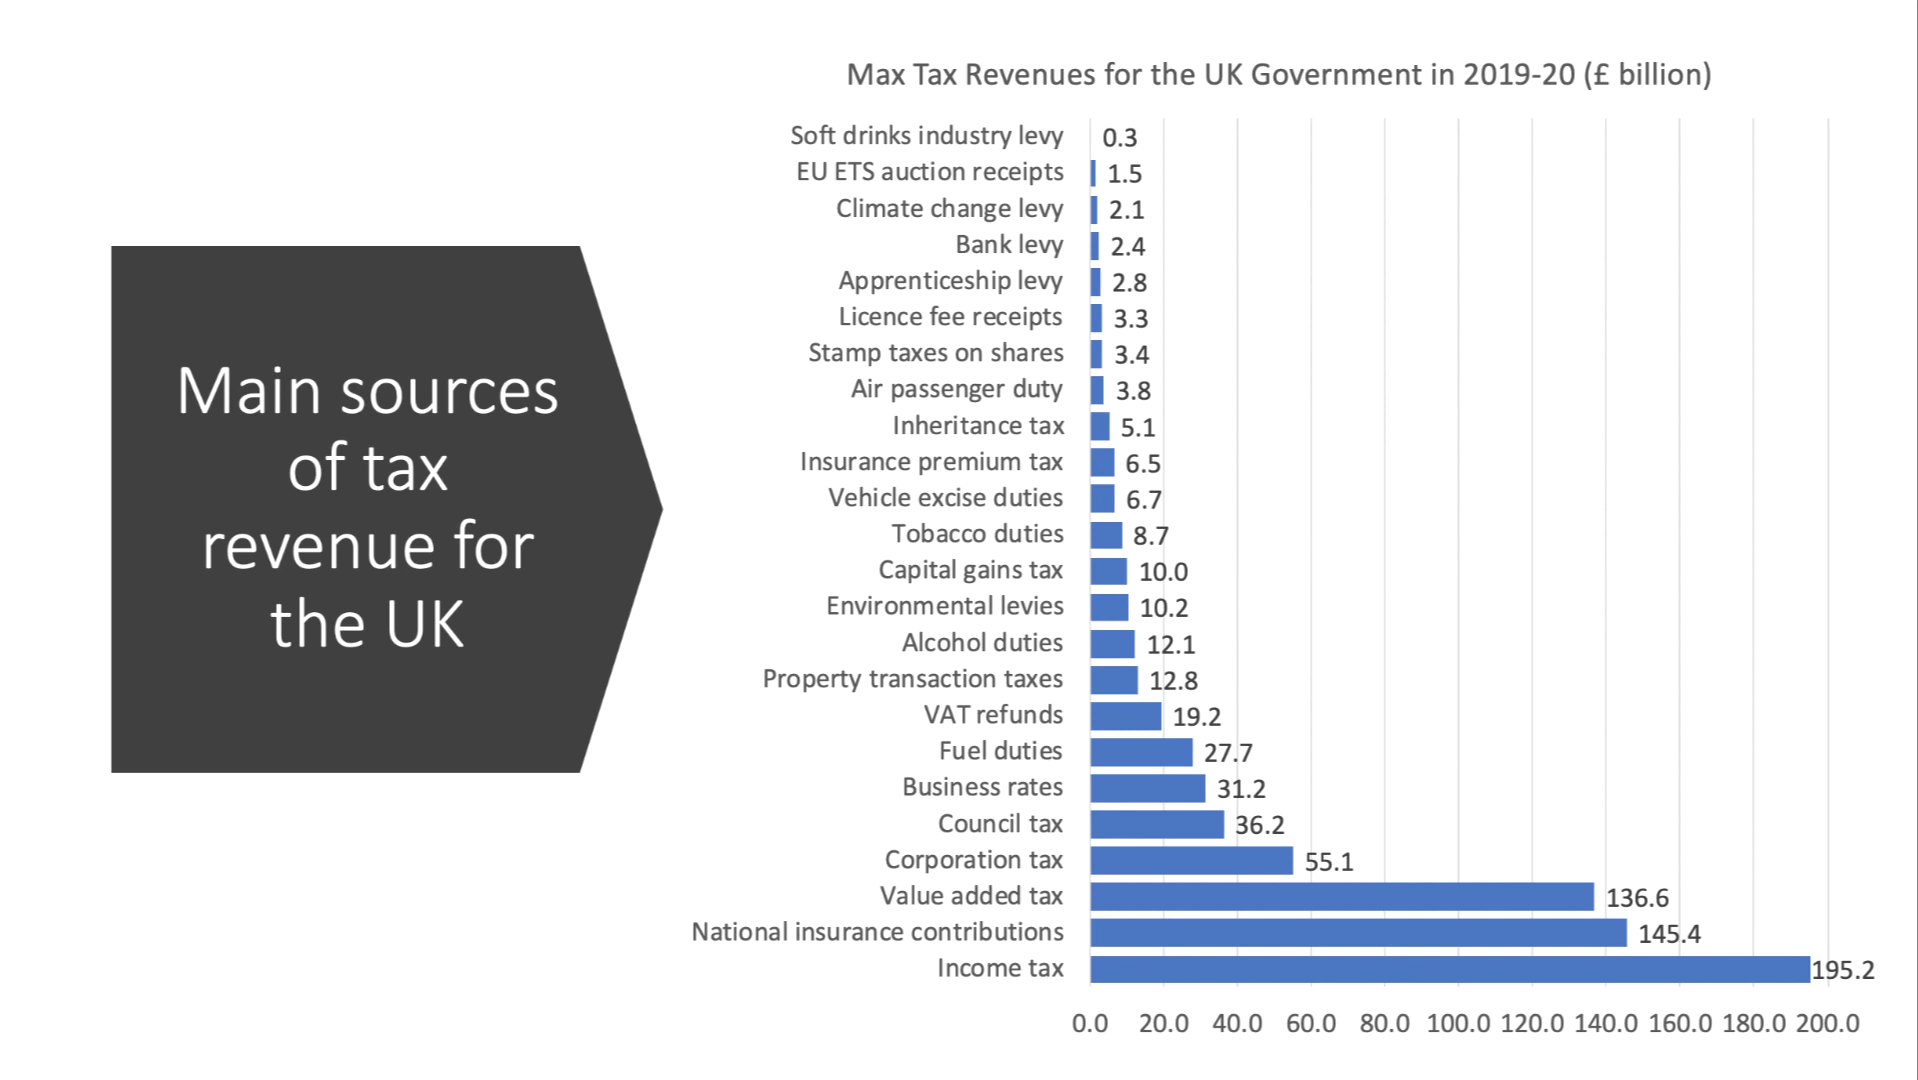 Main sources
of tax
revenue for
the UK
Max Tax Revenues for the UK Government in 2019-20 (£ billion)
Soft drinks industry levy 0.3
EU ETS auction receipts 1.5
Climate change levy 2.1
Bank levy 2.4
Apprenticeship levy 2.8
Licence fee receipts 3.3
Stamp taxes on shares 3.4
Air passenger duty 3.8
Inheritance tax 5.1
Insurance premium tax 6.5
Vehicle excise duties 6.7
Tobacco duties 8.7
Capital gains tax 10.0
Environmental levies 10.2
Alcohol duties 12.1
Property transaction taxes 12.8
VAT refunds 19.2
Fuel duties 27.7
Business rates 31.2
Council tax 36.2
Corporation tax 55.1
Value added tax 136.6
National insurance contributions 145.4
Income tax 195.2
0.0 20.0 40.0 60.0 80.0 100.0 120.0 140.0 160.0 180.0 200.0